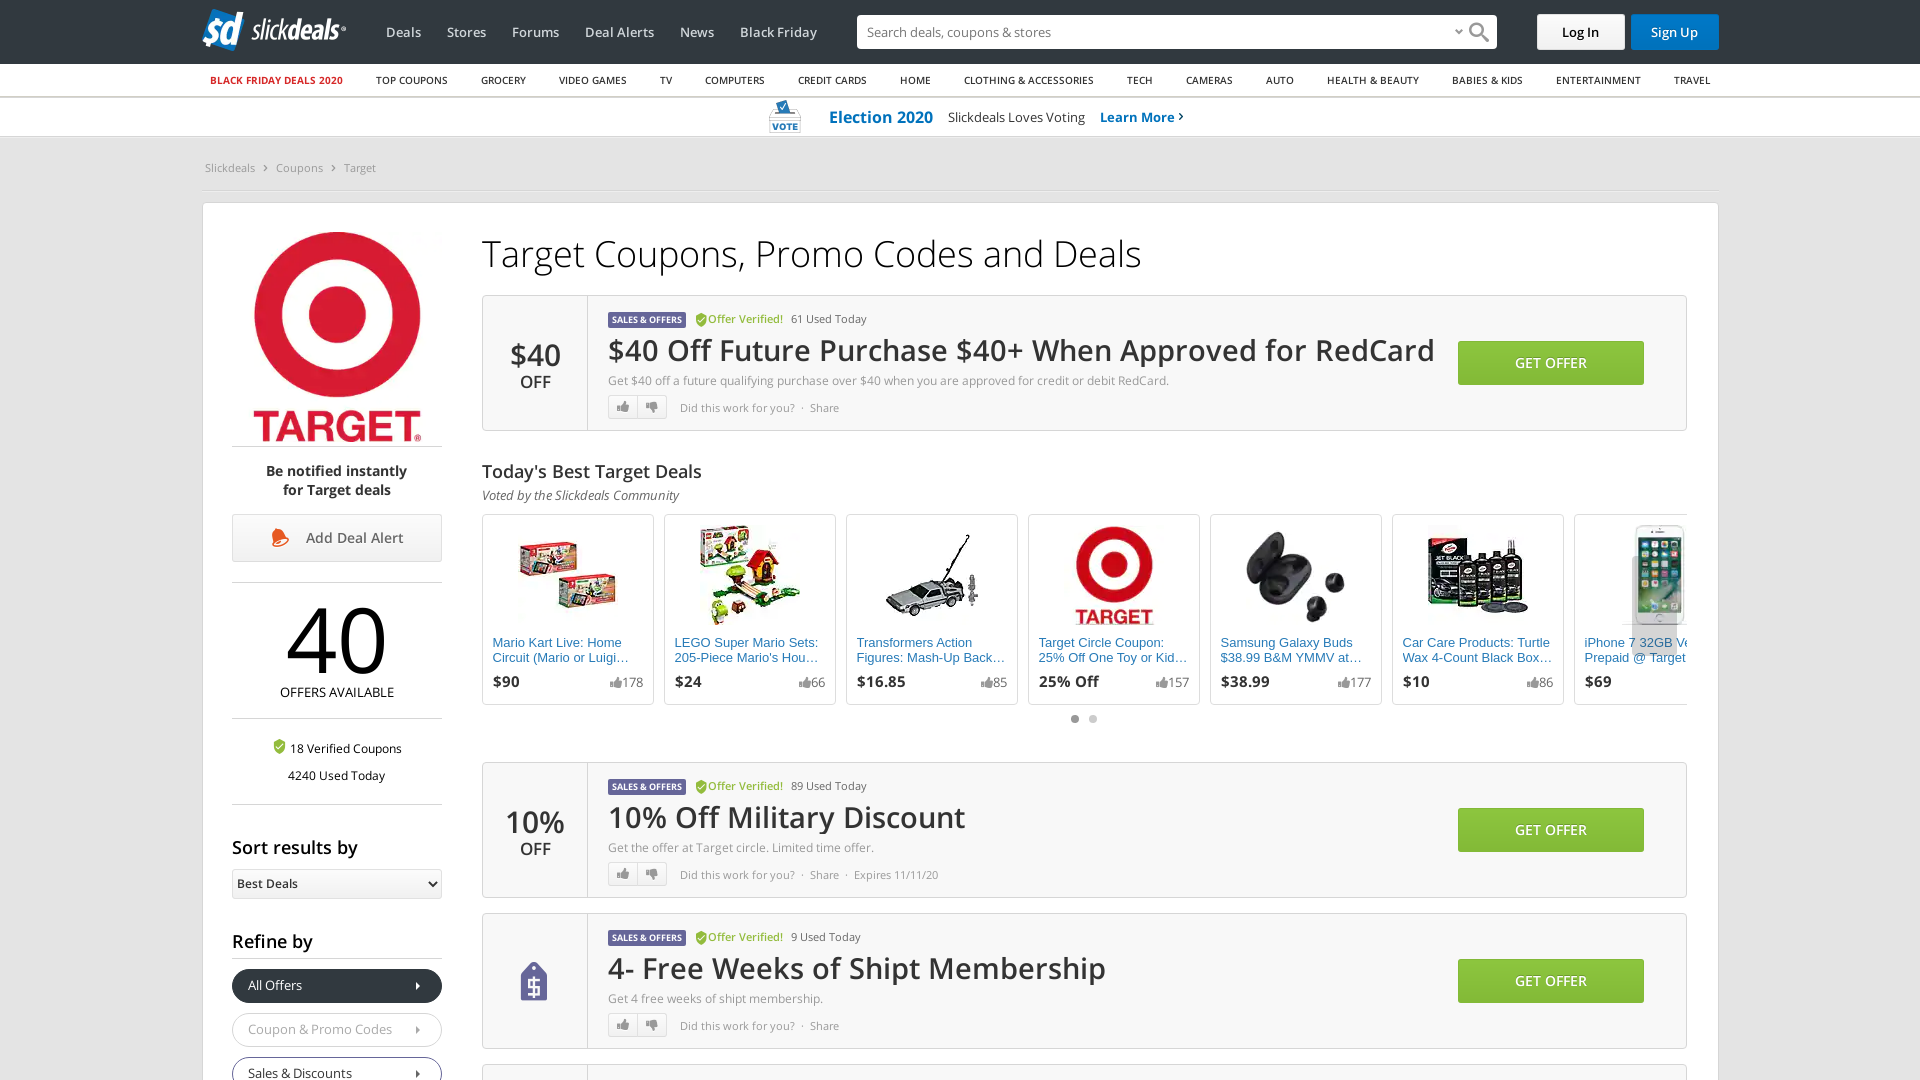 slickdeals
Deals
Stores
Forums
Deal Alerts
News
Black Friday
Search deals, coupons & stores
Log In
Sign Up
BLACK FRIDAY DEALS 2020
TOP COUPONS
GROCERY
VIDEO GAMES
TV
COMPUTERS
CREDIT CARDS
HOME
CLOTHING & ACCESSORIES
TECH
CAMERAS
AUTO
HEALTH & BEAUTY
BABIES & KIDS
ENTERTAINMENT
TRAVEL
VOTE
Election 2020
Slickdeals Loves Voting
Learn More
Slickdeals
Coupons
Target
TARGET®
Be notified instantly
for Target deals
Add Deal Alert
40
OFFERS AVAILABLE
18 Verified Coupons
4240 Used Today
Sort results by
Best Deals
Refine by
All Offers
Coupon & Promo Codes
Sales & Discounts
Target Coupons, Promo Codes and Deals
$40
OFF
SALES & OFFERS
Offer Verified!
61 Used Today
$40 Off Future Purchase $40+ When Approved for RedCard
Get $40 off a future qualifying purchase over $40 when you are approved for credit or debit RedCard.
Did this work for you? · Share
GET OFFER
Today's Best Target Deals
Voted by the Slickdeals Community
Mario Kart Live: Home
Circuit (Mario or Luigi…
$90
178
LEGO Super Mario Sets:
205-Piece Mario's Hou…
$24
66
Transformers Action
Figures: Mash-Up Back…
$16.85
85
TARGET
Target Circle Coupon:
25% Off One Toy or Kid…
25% Off
157
Samsung Galaxy Buds
$38.99 B&M YMMV at…
$38.99
177
JET BLACK
Car Care Products: Turtle
Wax 4-Count Black Box…
$10
86
iPhone 7 32GB Ve
Prepaid @ Target
$69
10%
OFF
SALES & OFFERS
Offer Verified!
89 Used Today
10% Off Military Discount
Get the offer at Target circle. Limited time offer.
Did this work for you? · Share · Expires 11/11/20
GET OFFER
SALES & OFFERS
Offer Verified!
9 Used Today
4- Free Weeks of Shipt Membership
Get 4 free weeks of shipt membership.
Did this work for you? · Share
GET OFFER